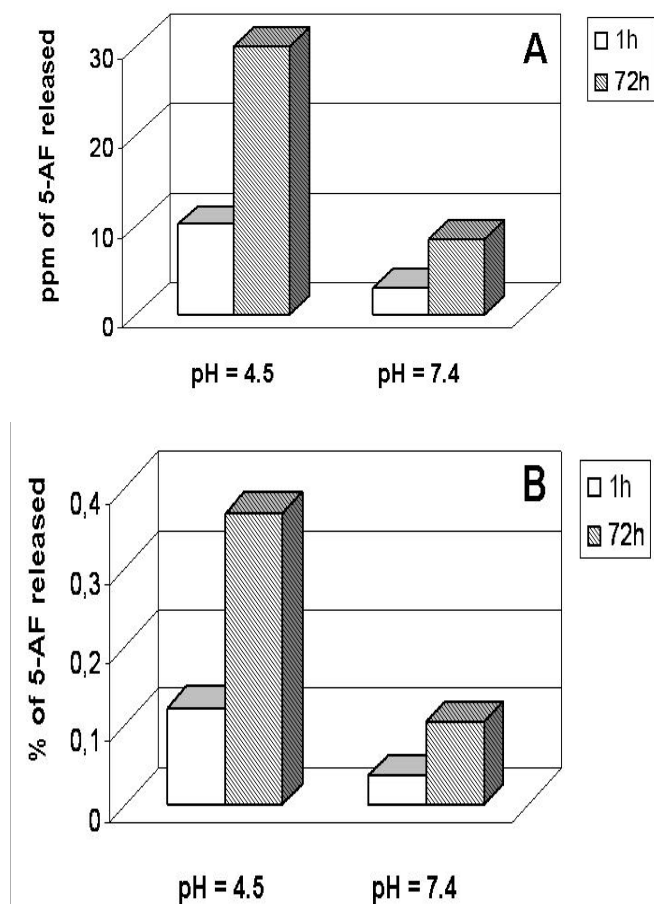 A
1h
72h
ppm of 5-AF released
30
20
10
0
pH = 4.5
pH = 7.4
B
1h
72h
% of 5-AF released
0,4
0,3
0,2
0,1
0
pH = 4.5
pH = 7.4